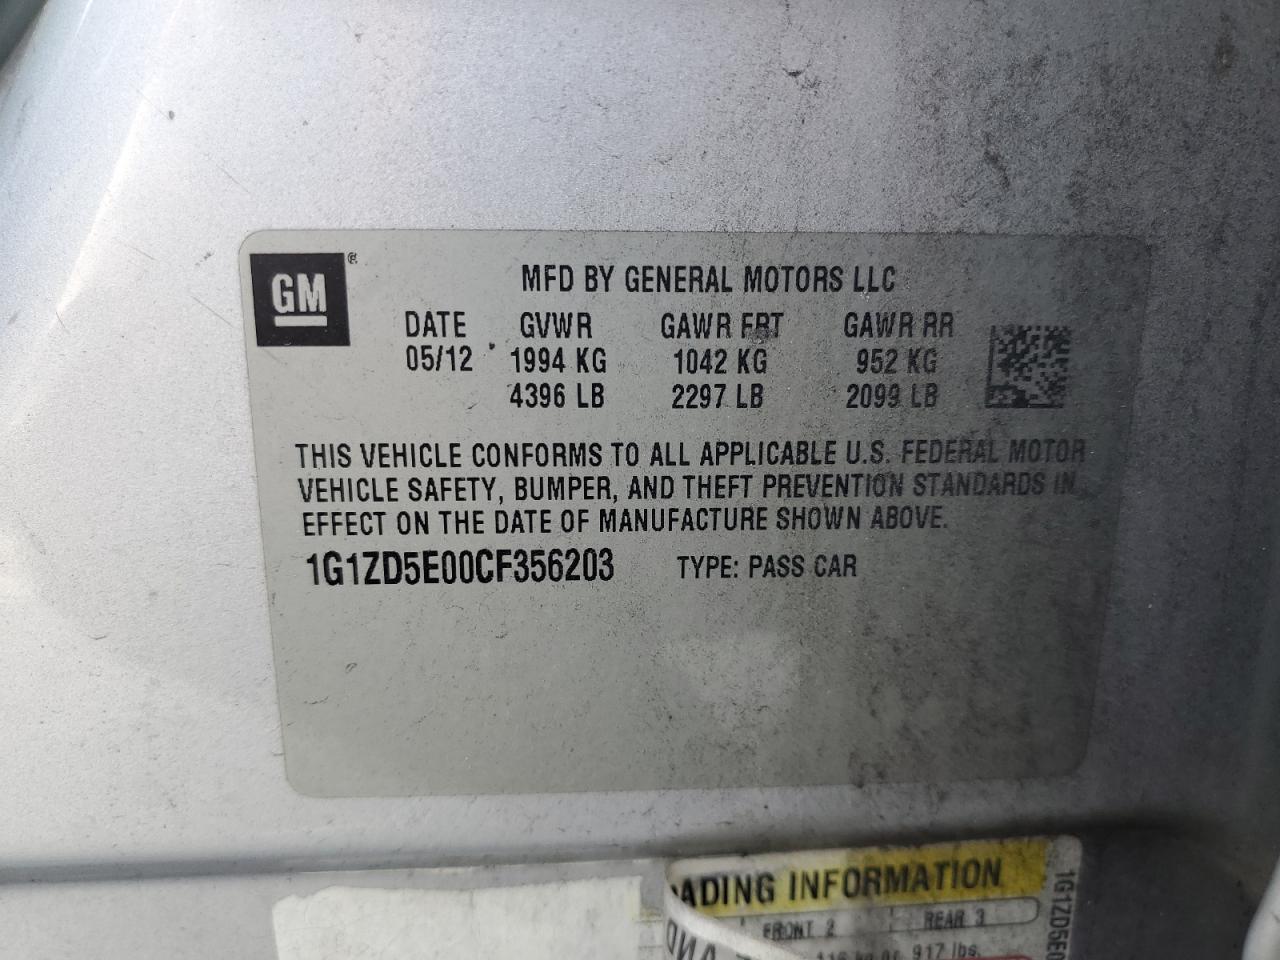 GM ®
MFD BY GENERAL MOTORS LLC
DATE GVWR GAWR FRT GAWR RR
05/12 1994 KG 1042 KG 952 KG
4396 LB 2297 LB 2099 LB
THIS VEHICLE CONFORMS TO ALL APPLICABLE U.S. FEDERAL MOTOR
VEHICLE SAFETY, BUMPER, AND THEFT PREVENTION STANDARDS IN
EFFECT ON THE DATE OF MANUFACTURE SHOWN ABOVE.
1G1ZD5E00CF356203 TYPE: PASS CAR
ADING INFORMATION
FRONT 2 REAR 3
917 lbs.
1G1ZD5E0